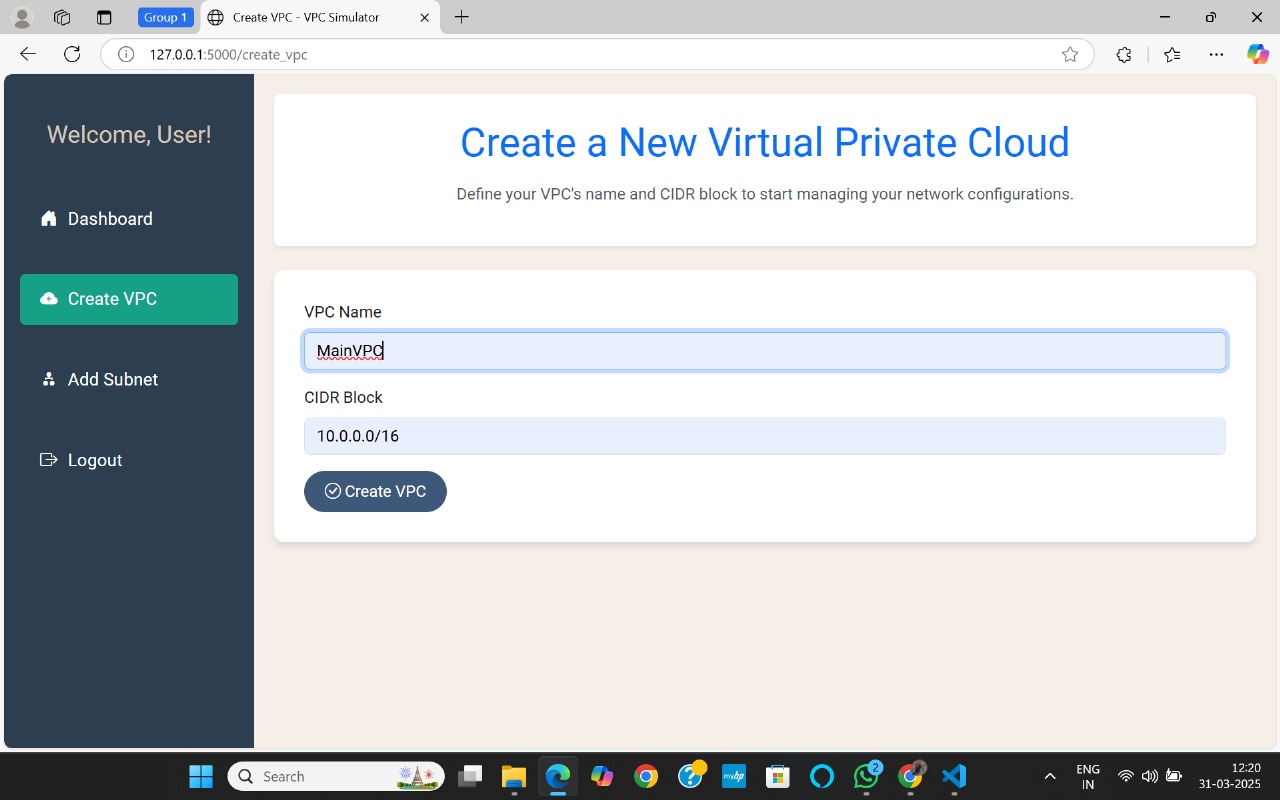 Group 1
Create VPC - VPC Simulator
127.0.0.1:5000/create_vpc
Welcome, User!
Dashboard
Create VPC
Add Subnet
Logout
Create a New Virtual Private Cloud
Define your VPC's name and CIDR block to start managing your network configurations.
VPC Name
MainVPC
CIDR Block
10.0.0.0/16
Create VPC
Search
myhp
2
ENG
IN
12:20
31-03-2025